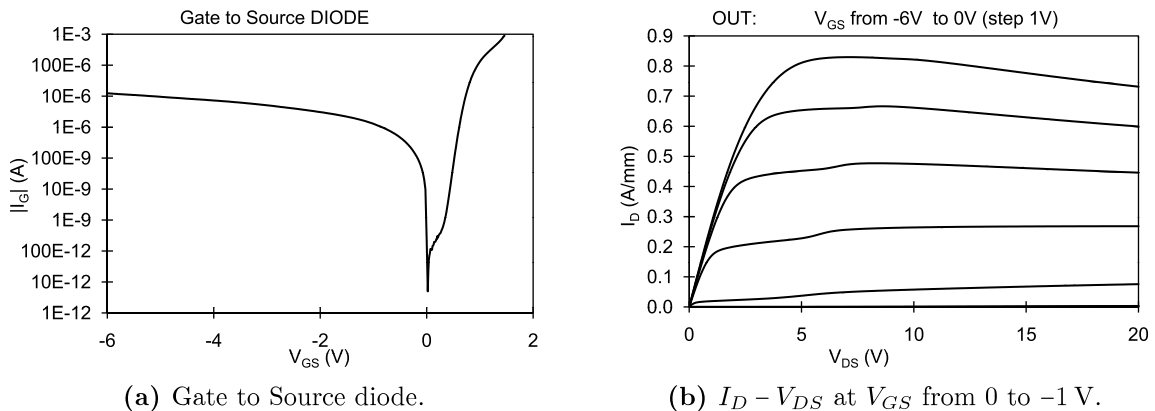 Gate to Source DIODE
1E-3
100E-6
10E-6
1E-6
100E-9
10E-9
1E-9
100E-12
10E-12
1E-12
|I_G| (A)
-6 -4 -2 0 2
V_GS (V)
(a) Gate to Source diode.
OUT: V_GS from -6V to 0V (step 1V)
0.9
0.8
0.7
0.6
0.5
0.4
0.3
0.2
0.1
0.0
I_D (A/mm)
0 5 10 15 20
V_DS (V)
(b) I_D – V_DS at V_GS from 0 to –1 V.